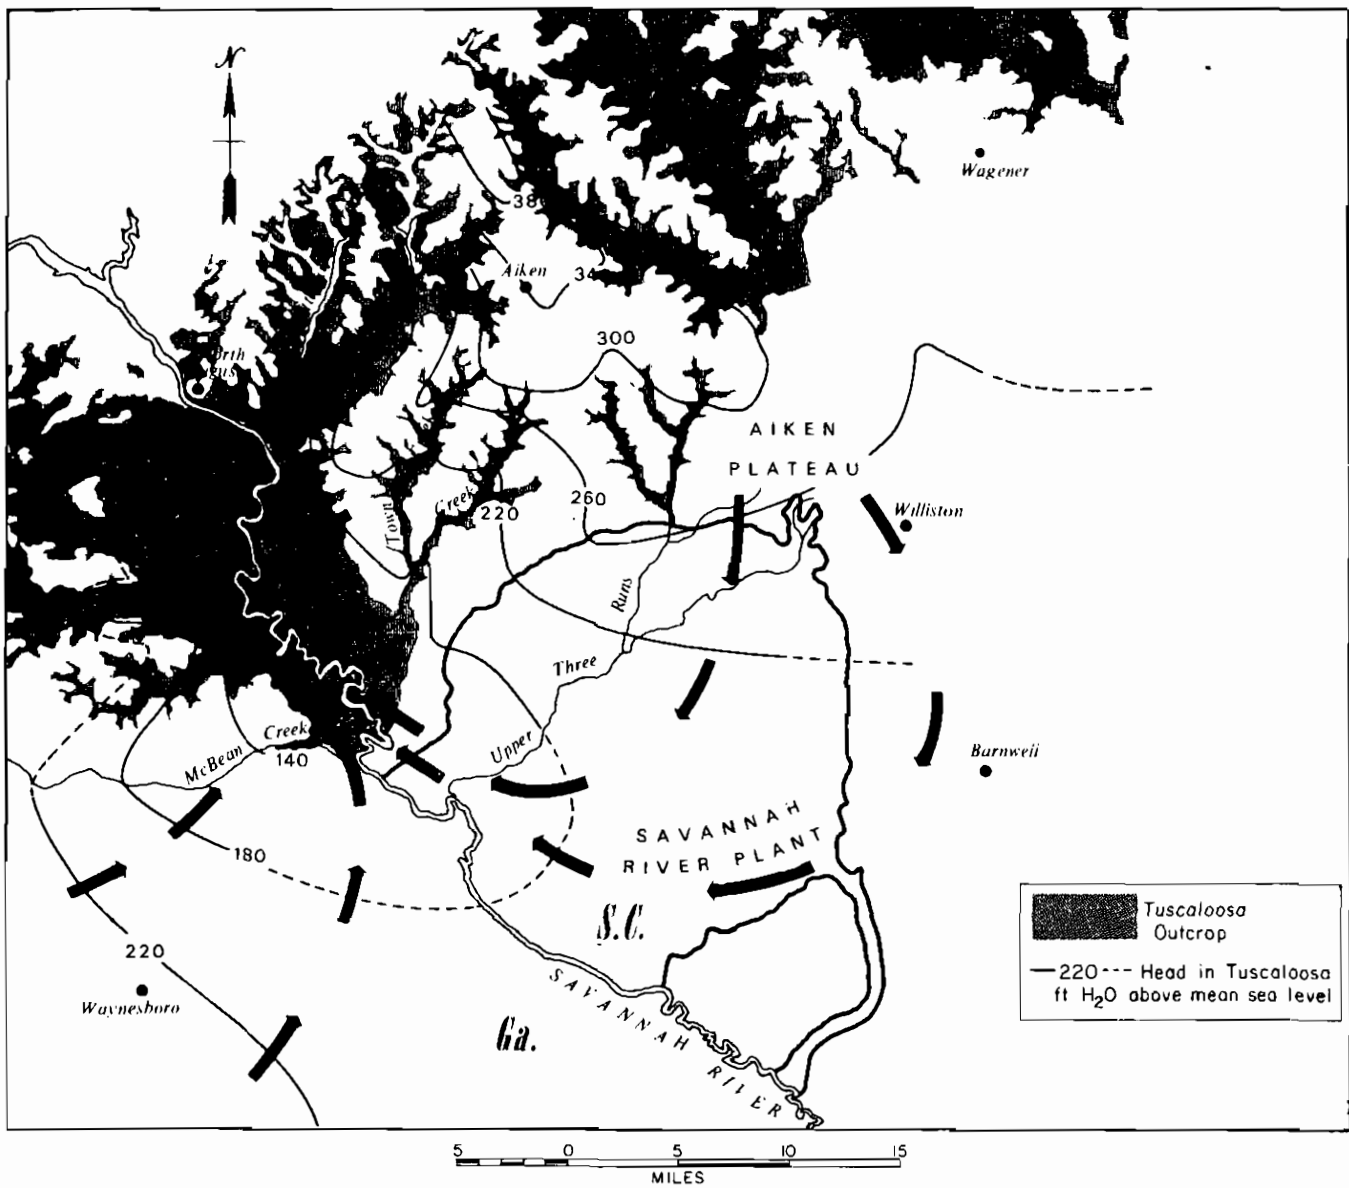 N
Wagener
38
Aiken
34
300
AIKEN
PLATEAU
Town
Creek
260
220
Williston
Runs
Three
Upper
McBean Creek
140
Barnwell
SAVANNAH
RIVER PLANT
180
S.C.
220
Waynesboro
Ga.
SAVANNAH RIVER
Tuscaloosa
Outcrop
220 --- Head in Tuscaloosa
ft H2O above mean sea level
5 0 5 10 15
MILES